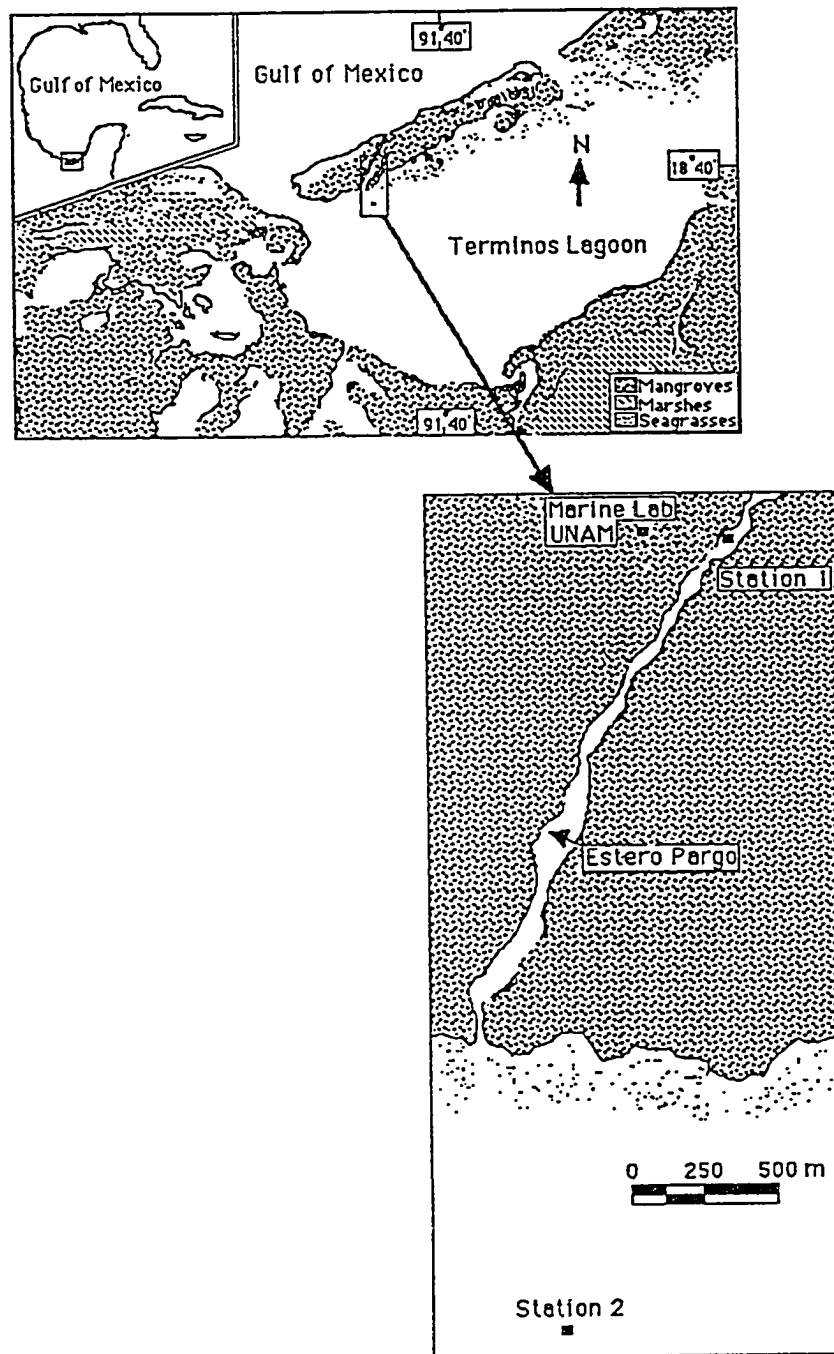 91,40°
Gulf of Mexico
Gulf of Mexico
N
18°40'
Terminos Lagoon
Mangroves
Marshes
Seagrasses
91,40°
Marine Lab
UNAM
Station 1
Estero Pargo
0 250 500 m
Station 2